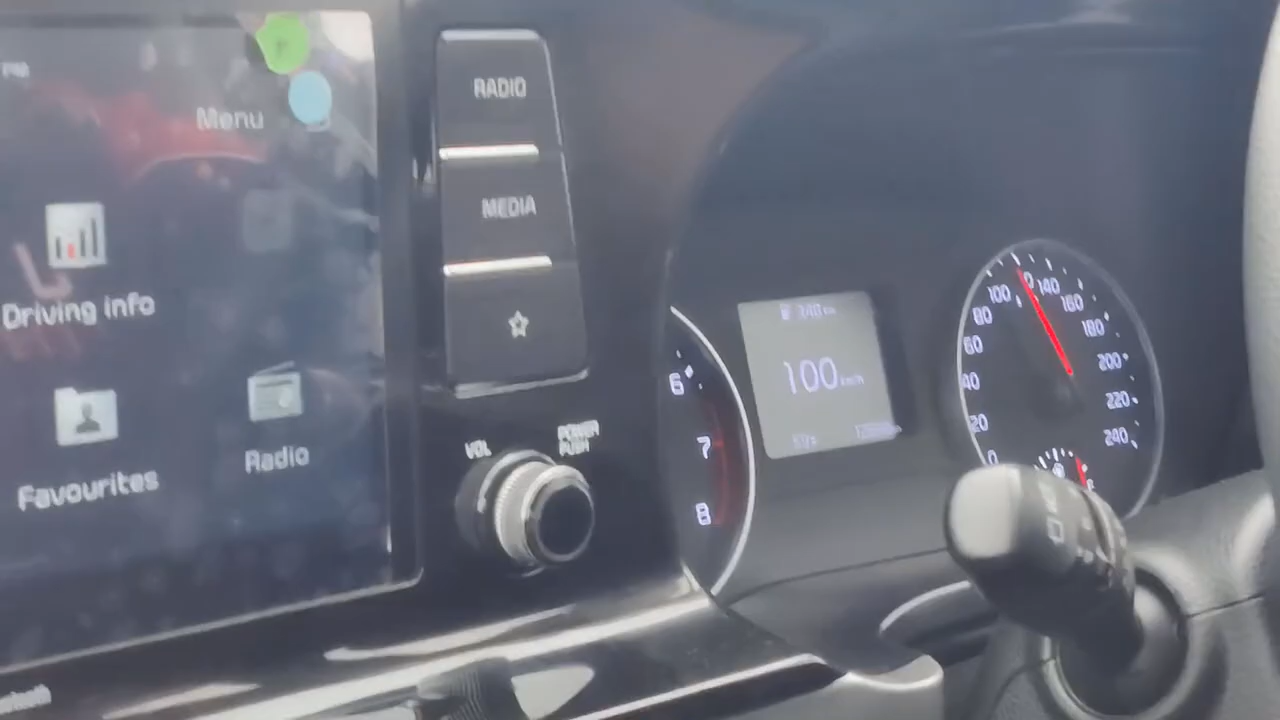 PM
Menu
Driving info
Favourites
Radio
RADIO
MEDIA
VOL
POWER
PUSH
6
7
8
100 km/h
0
20
40
60
80
100
140
160
180
200
220
240